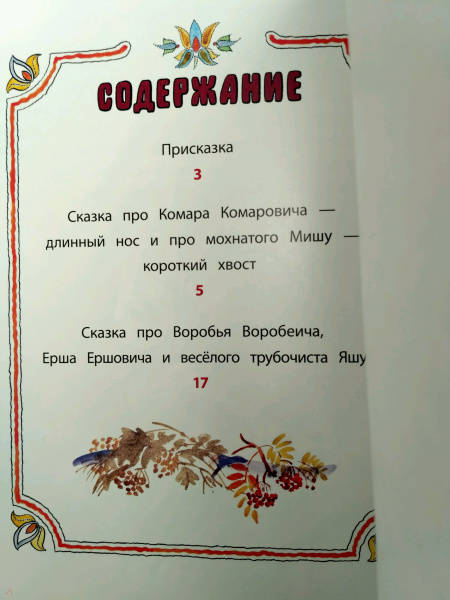 СОДЕРЖАНИЕ
Присказка
3
Сказка про Комара Комаровича —
длинный нос и про мохнатого Мишу —
короткий хвост
5
Сказка про Воробья Воробеича,
Ерша Ершовича и весёлого трубочиста Яшу
17